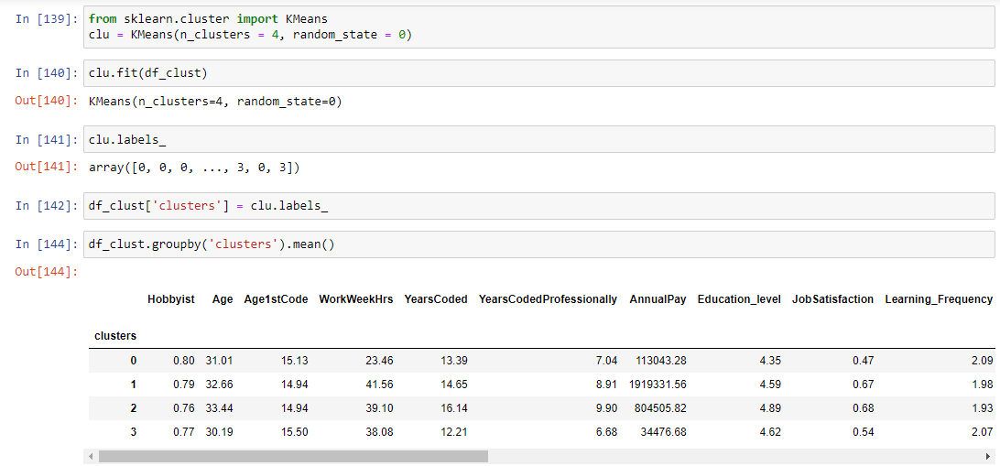 In [139]: from sklearn.cluster import KMeans
clu = KMeans(n_clusters = 4, random_state = 0)
In [140]: clu.fit(df_clust)
Out[140]: KMeans(n_clusters=4, random_state=0)
In [141]: clu.labels_
Out[141]: array([0, 0, 0, ..., 3, 0, 3])
In [142]: df_clust['clusters'] = clu.labels_
In [144]: df_clust.groupby('clusters').mean()
Out[144]:
Hobbyist Age Age1stCode WorkWeekHrs YearsCoded YearsCodedProfessionally AnnualPay Education_level JobSatisfaction Learning_Frequency
clusters
0 0.80 31.01 15.13 23.46 13.39 7.04 113043.28 4.35 0.47 2.09
1 0.79 32.66 14.94 41.56 14.65 8.91 1919331.56 4.59 0.67 1.98
2 0.76 33.44 14.94 39.10 16.14 9.90 804505.82 4.89 0.68 1.93
3 0.77 30.19 15.50 38.08 12.21 6.68 34476.68 4.62 0.54 2.07